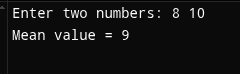 Enter two numbers: 8 10
Mean value = 9